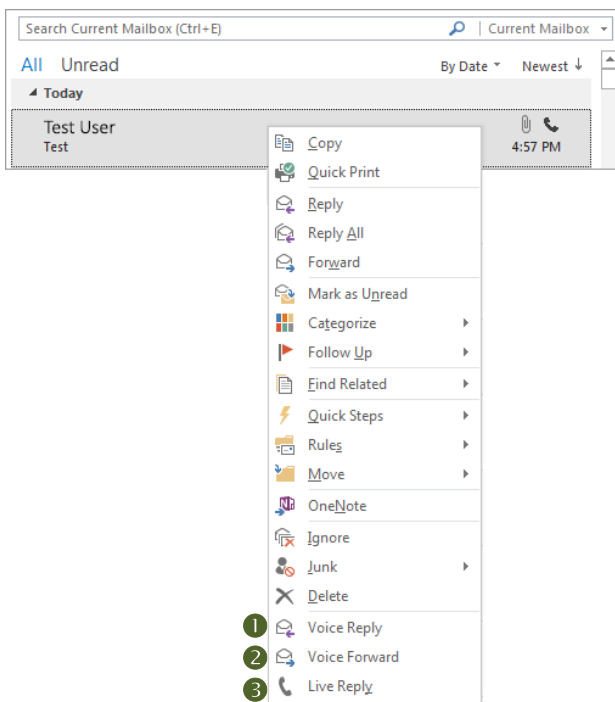 Search Current Mailbox (Ctrl+E) Current Mailbox
All Unread By Date Newest
Today
Test User
Test 4:57 PM
Copy
Quick Print
Reply
Reply All
Forward
Mark as Unread
Categorize
Follow Up
Find Related
Quick Steps
Rules
Move
OneNote
Ignore
Junk
Delete
1 Voice Reply
2 Voice Forward
3 Live Reply